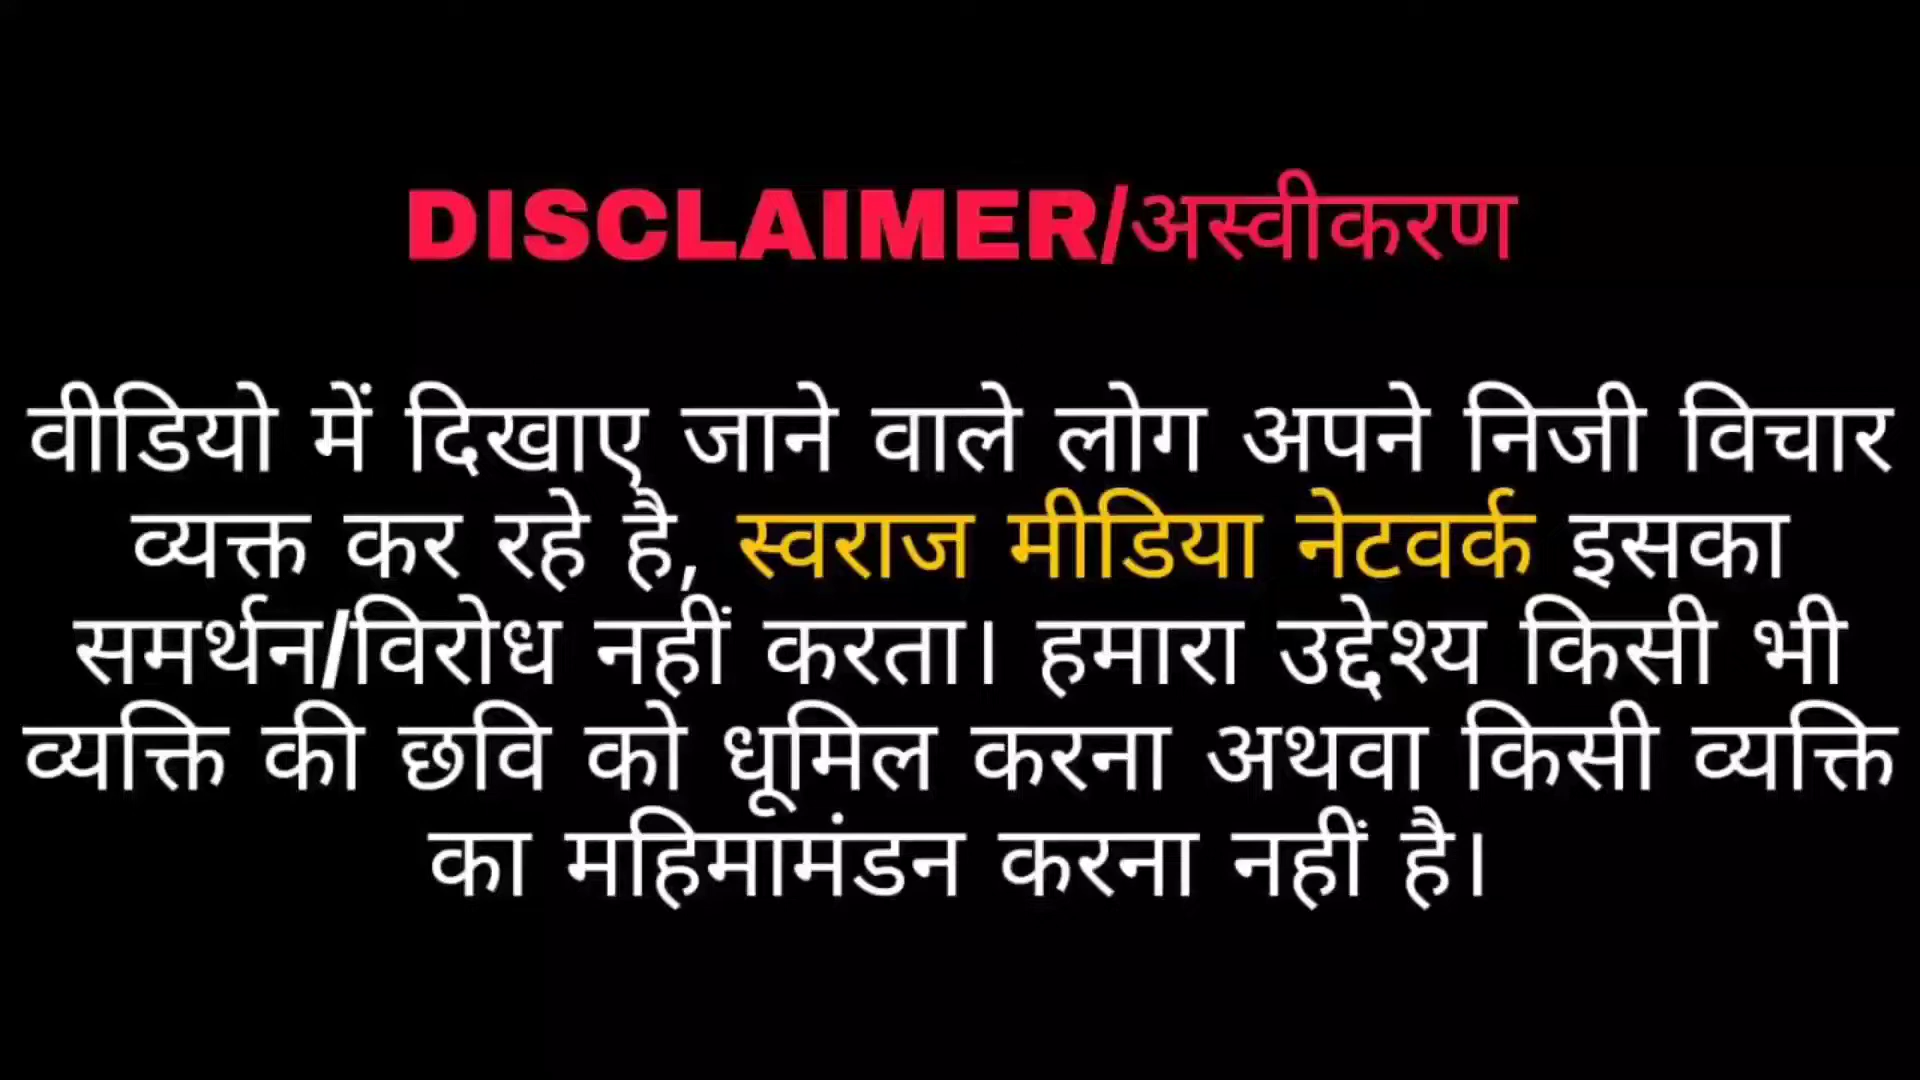 DISCLAIMER/अस्वीकरण
वीडियो में दिखाए जाने वाले लोग अपने निजी विचार
व्यक्त कर रहे है, स्वराज मीडिया नेटवर्क इसका
समर्थन/विरोध नहीं करता। हमारा उद्देश्य किसी भी
व्यक्ति की छवि को धूमिल करना अथवा किसी व्यक्ति
का महिमामंडन करना नहीं है।